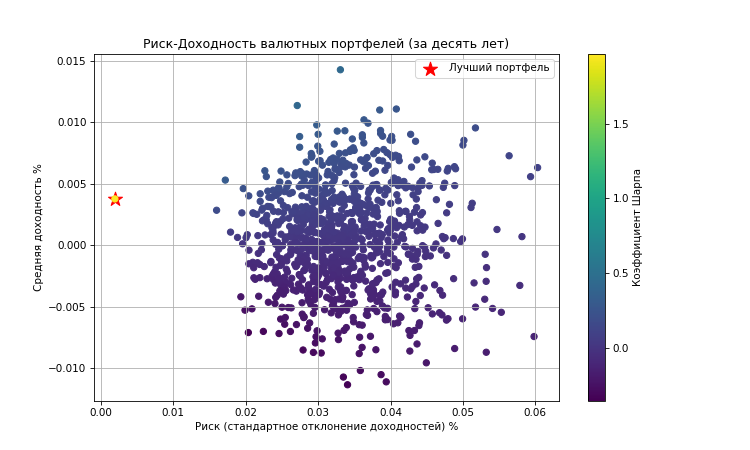 Риск-Доходность валютных портфелей (за десять лет)
Лучший портфель
Средняя доходность %
0.015
0.010
0.005
0.000
−0.005
−0.010
0.00 0.01 0.02 0.03 0.04 0.05 0.06
Риск (стандартное отклонение доходностей) %
1.5
1.0
0.5
0.0
Коэффициент Шарпа